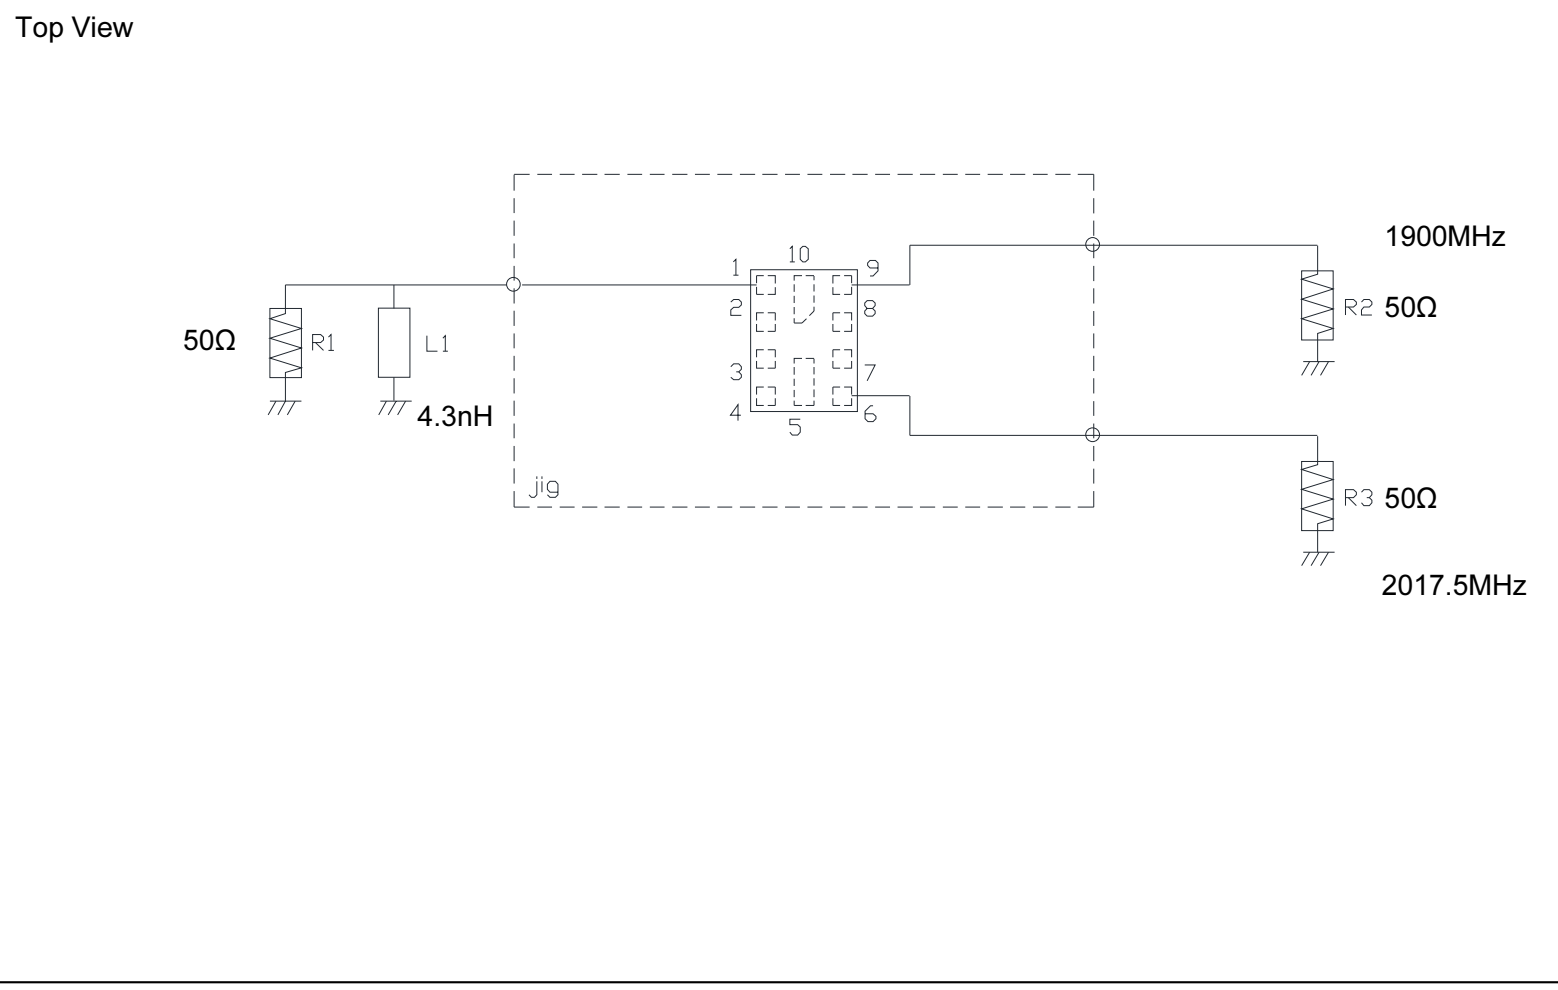 Top View
1900MHz
10
1
9
2
8
R2 50Ω
50Ω
R1
L1
3
7
4
6
4.3nH
5
jig
R3 50Ω
2017.5MHz